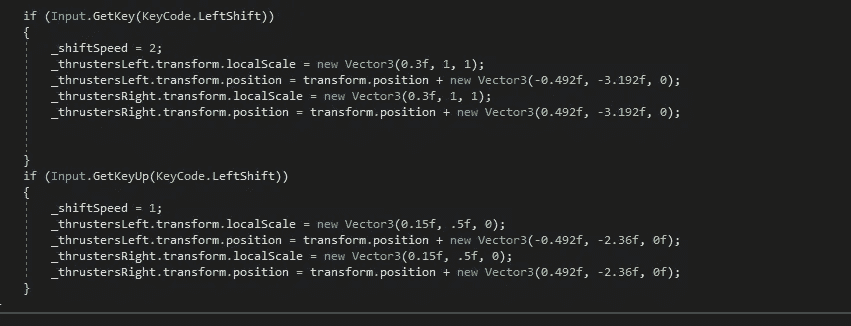 if (Input.GetKey(KeyCode.LeftShift))
{
_shiftSpeed = 2;
_thrustersLeft.transform.localScale = new Vector3(0.3f, 1, 1);
_thrustersLeft.transform.position = transform.position + new Vector3(-0.492f, -3.192f, 0);
_thrustersRight.transform.localScale = new Vector3(0.3f, 1, 1);
_thrustersRight.transform.position = transform.position + new Vector3(0.492f, -3.192f, 0);
}
if (Input.GetKeyUp(KeyCode.LeftShift))
{
_shiftSpeed = 1;
_thrustersLeft.transform.localScale = new Vector3(0.15f, .5f, 0);
_thrustersLeft.transform.position = transform.position + new Vector3(-0.492f, -2.36f, 0f);
_thrustersRight.transform.localScale = new Vector3(0.15f, .5f, 0);
_thrustersRight.transform.position = transform.position + new Vector3(0.492f, -2.36f, 0f);
}